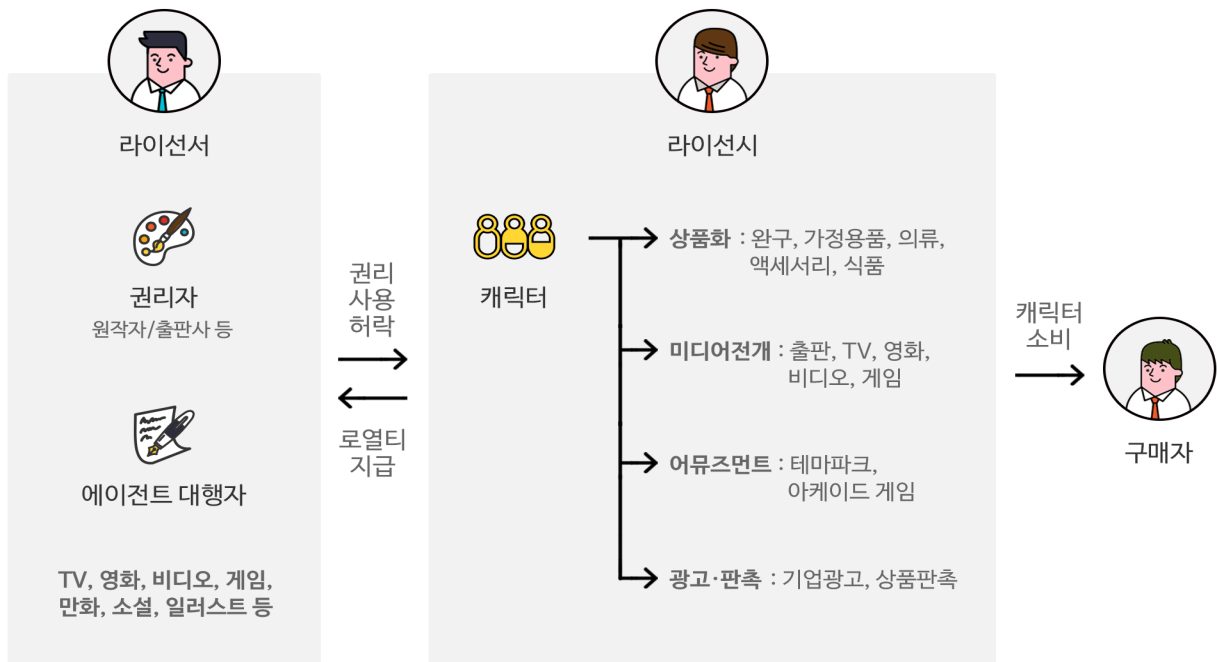 라이선서
권리자
원작자/출판사 등
에이전트 대행자
TV, 영화, 비디오, 게임,
만화, 소설, 일러스트 등
권리
사용
허락
로열티
지급
라이선시
캐릭터
상품화 : 완구, 가정용품, 의류,
액세서리, 식품
미디어전개 : 출판, TV, 영화,
비디오, 게임
어뮤즈먼트 : 테마파크,
아케이드 게임
광고·판촉 : 기업광고, 상품판촉
캐릭터
소비
구매자